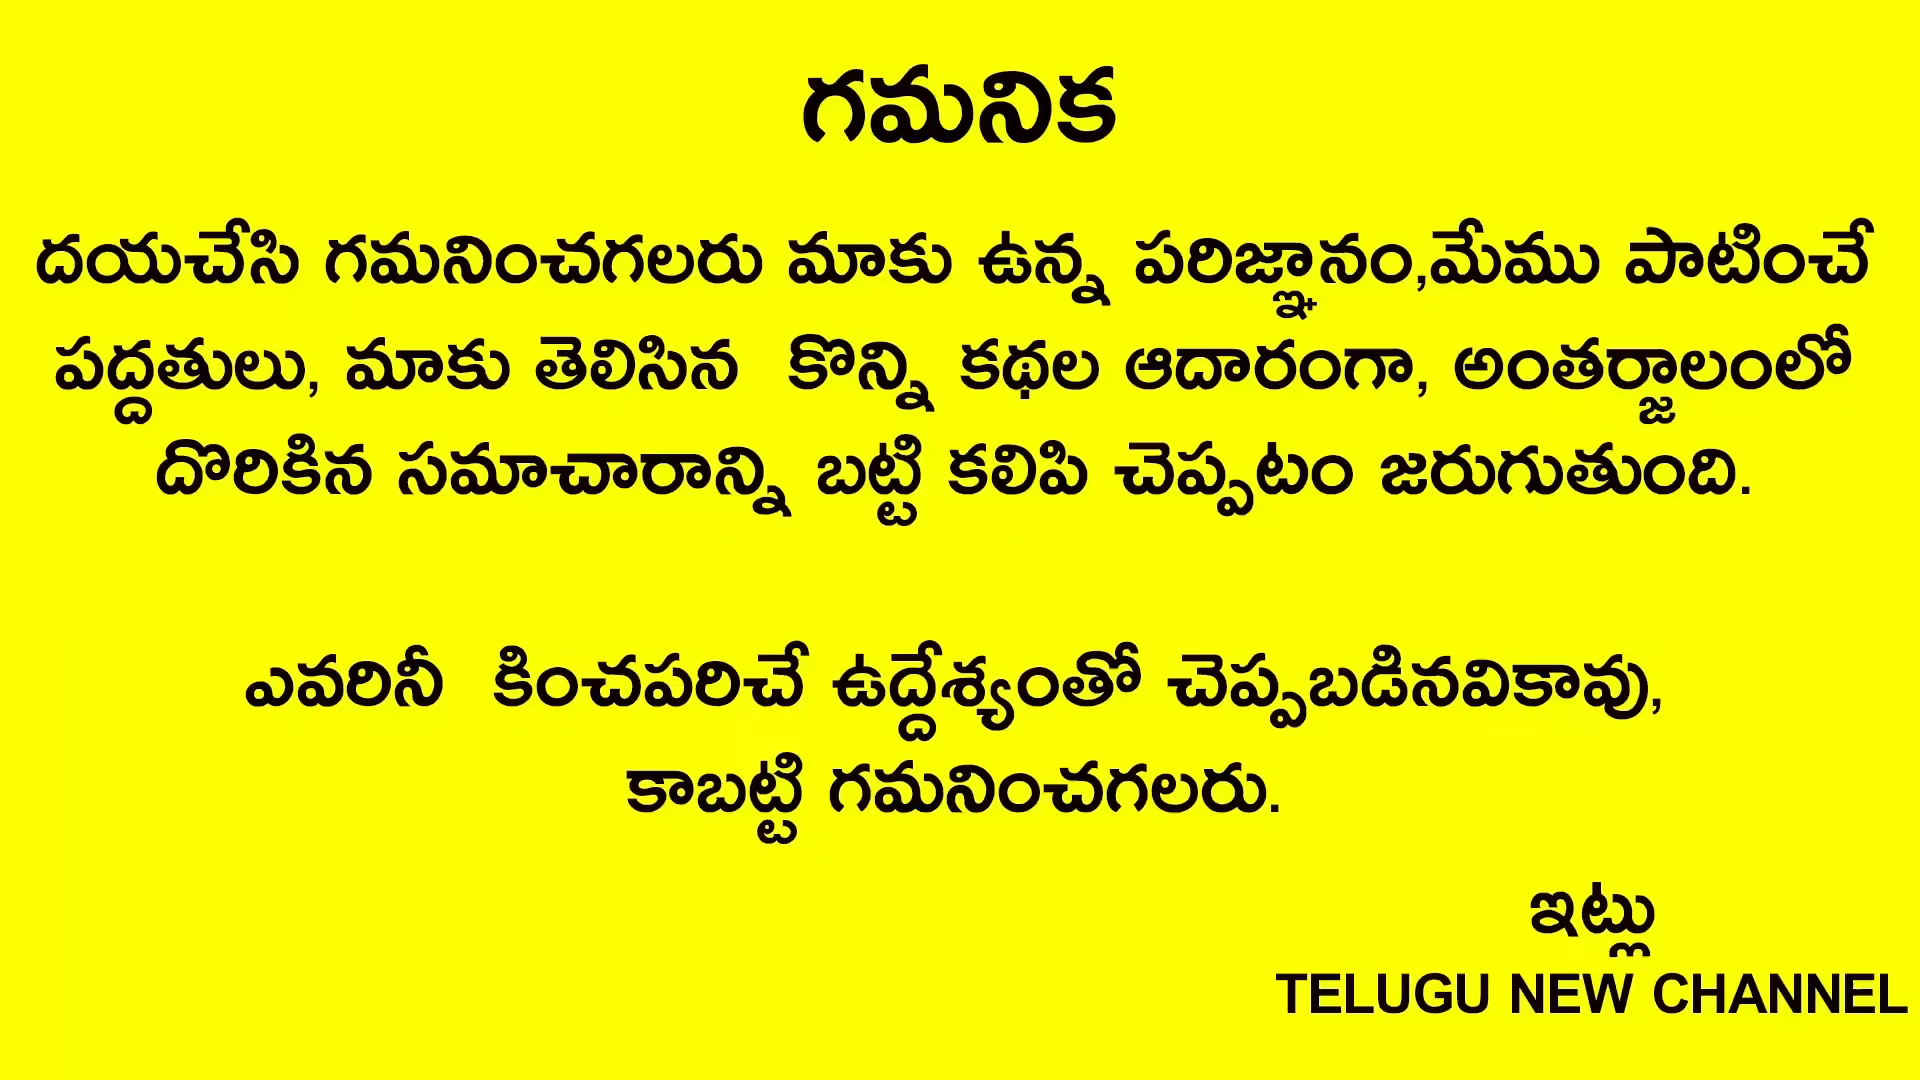 గమనిక
దయచేసి గమనించగలరు మాకు ఉన్న పరిజ్ఞానం,మేము పాటించే
పద్దతులు, మాకు తెలిసిన కొన్ని కథల ఆదారంగా, అంతర్జాలంలో
దొరికిన సమాచారాన్ని బట్టి కలిపి చెప్పటం జరుగుతుంది.
ఎవరినీ కించపరిచే ఉద్దేశ్యంతో చెప్పబడినవికావు,
కాబట్టి గమనించగలరు.
ఇట్లు
TELUGU NEW CHANNEL